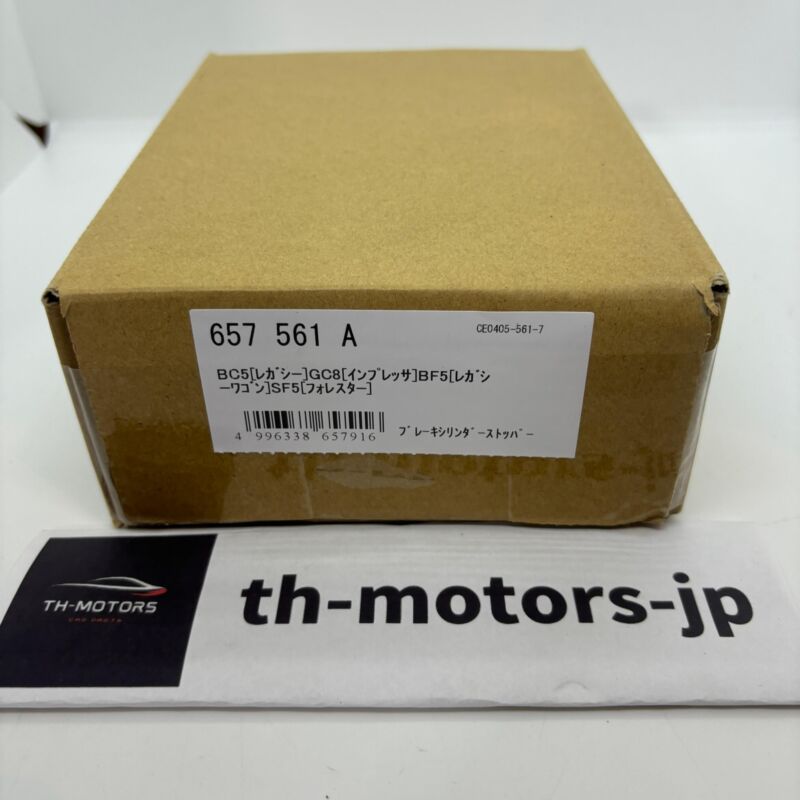 657 561 A
CE0405-561-7
BC5[ﾚｶﾞｼｰ]GC8[ｲﾝﾌﾟﾚｯｻ]BF5[ﾚｶﾞｼ
ｰﾜｺﾞﾝ]SF5[ﾌｫﾚｽﾀｰ]
4 996338 657916
ﾌﾞﾚｰｷｼﾘﾝﾀﾞｰｽﾄｯﾊﾟｰ
TH-MOTORS
CAR PARTS
th-motors-jp